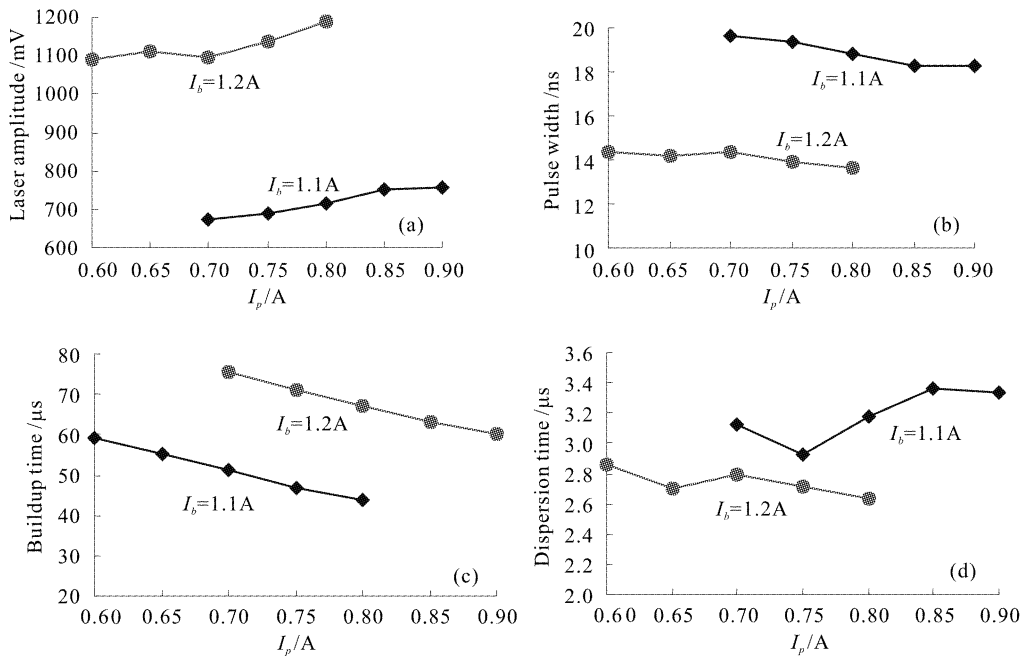 1200
1100
1000
900
800
700
600
Laser amplitude /mV
I_b=1.2A
I_b=1.1A
(a)
0.60 0.65 0.70 0.75 0.80 0.85 0.90
I_p/A
20
18
16
14
12
10
Pulse width /ns
I_b=1.1A
I_b=1.2A
(b)
0.60 0.65 0.70 0.75 0.80 0.85 0.90
I_p/A
80
70
60
50
40
30
20
Buildup time /μs
I_b=1.2A
I_b=1.1A
(c)
0.60 0.65 0.70 0.75 0.80 0.85 0.90
I_p/A
3.6
3.4
3.2
3.0
2.8
2.6
2.4
2.2
2.0
Dispersion time /μs
I_b=1.1A
I_b=1.2A
(d)
0.60 0.65 0.70 0.75 0.80 0.85 0.90
I_p/A